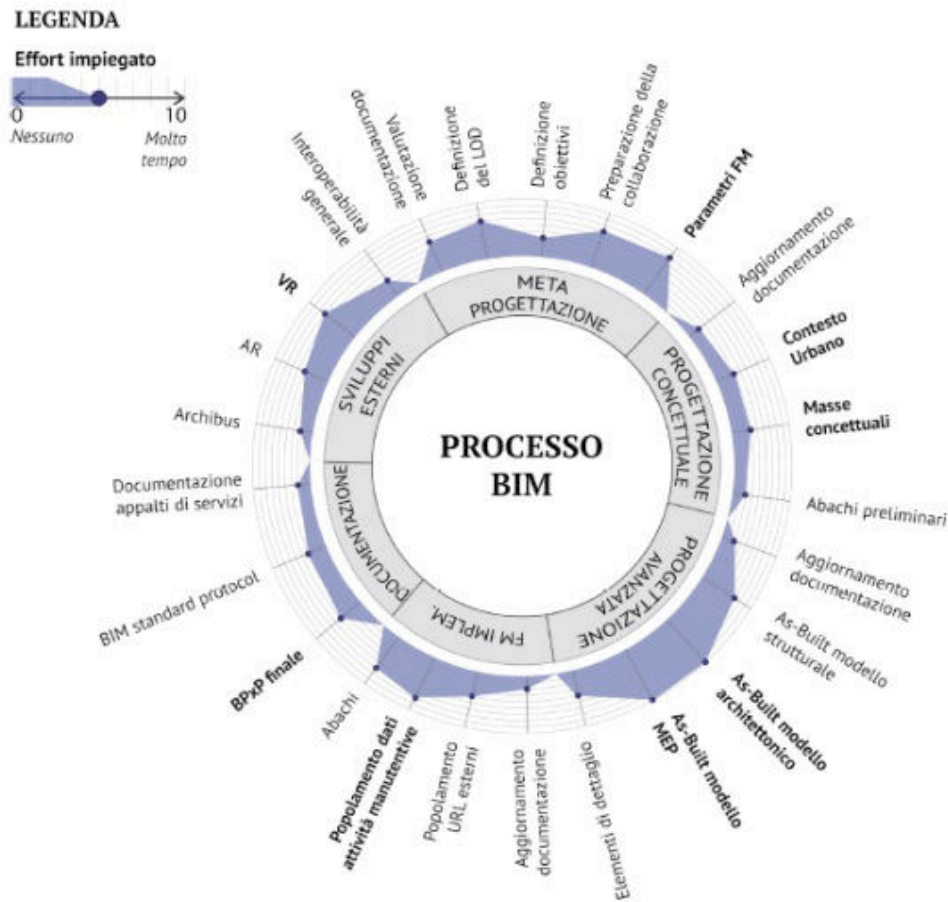 LEGENDA
Effort impiegato
0
10
Nessuno
Molto
tempo
PROCESSO
BIM
META
PROGETTAZIONE
PROGETTAZIONE
CONCETTUALE
PROGETTAZIONE
AVANZATA
FM IMPLEM.
DOCUMENTAZIONE
SVILUPPI
ESTERNI
Valutazione
documentazione
Definizione
del LOD
Definizione
obiettivi
Preparazione della
collaborazione
Parametri FM
Aggiornamento
documentazione
Contesto
Urbano
Masse
concettuali
Abachi preliminari
Aggiornamento
documentazione
As-Built modello
strutturale
As-Built modello
architettonico
As-Built modello
MEP
Elementi di dettaglio
Aggiornamento
documentazione
Popolamento
URL esterni
Popolamento dati
attività manutentive
Abachi
BPxP finale
BIM standard protocol
Documentazione
appalti di servizi
Archibus
AR
VR
Interoperabilità
generale